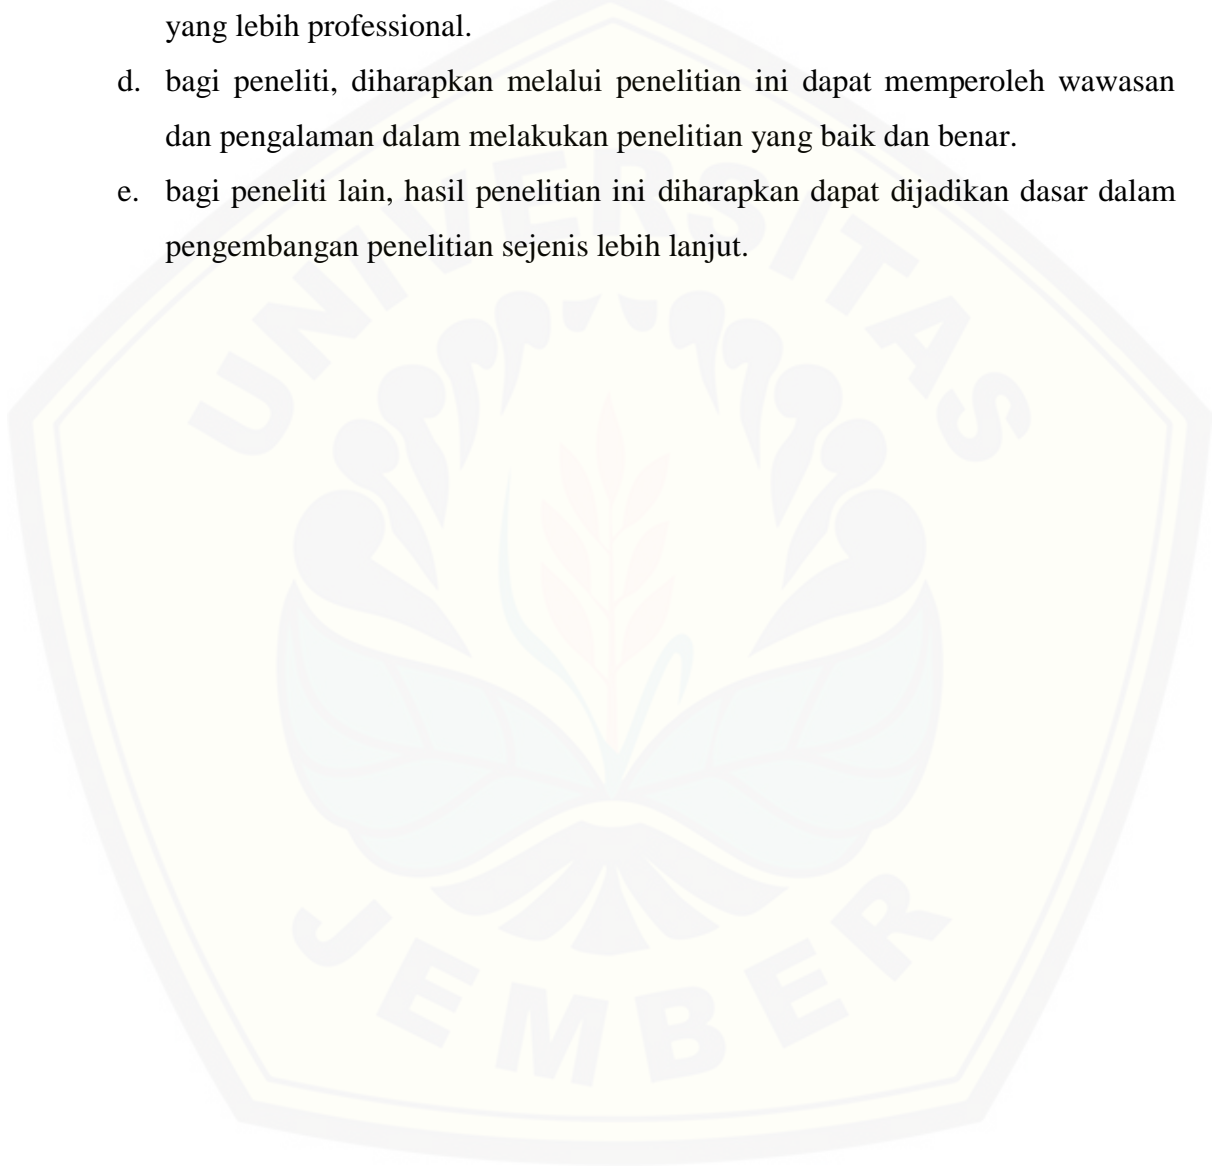 yang lebih professional.
d. bagi peneliti, diharapkan melalui penelitian ini dapat memperoleh wawasan
dan pengalaman dalam melakukan penelitian yang baik dan benar.
e. bagi peneliti lain, hasil penelitian ini diharapkan dapat dijadikan dasar dalam
pengembangan penelitian sejenis lebih lanjut.
UNIVERSITAS
JEMBER